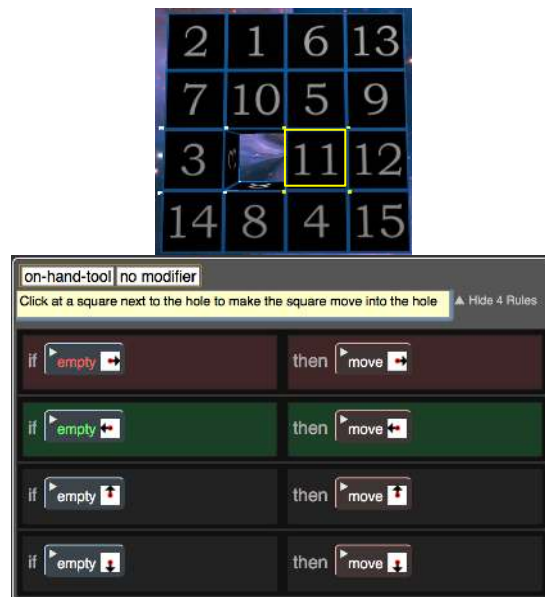 2 1 6 13
7 10 5 9
3 11 12
14 8 4 15
on-hand-tool no modifier
Click at a square next to the hole to make the square move into the hole ▲ Hide 4 Rules
if empty then move
if empty then move
if empty then move
if empty then move